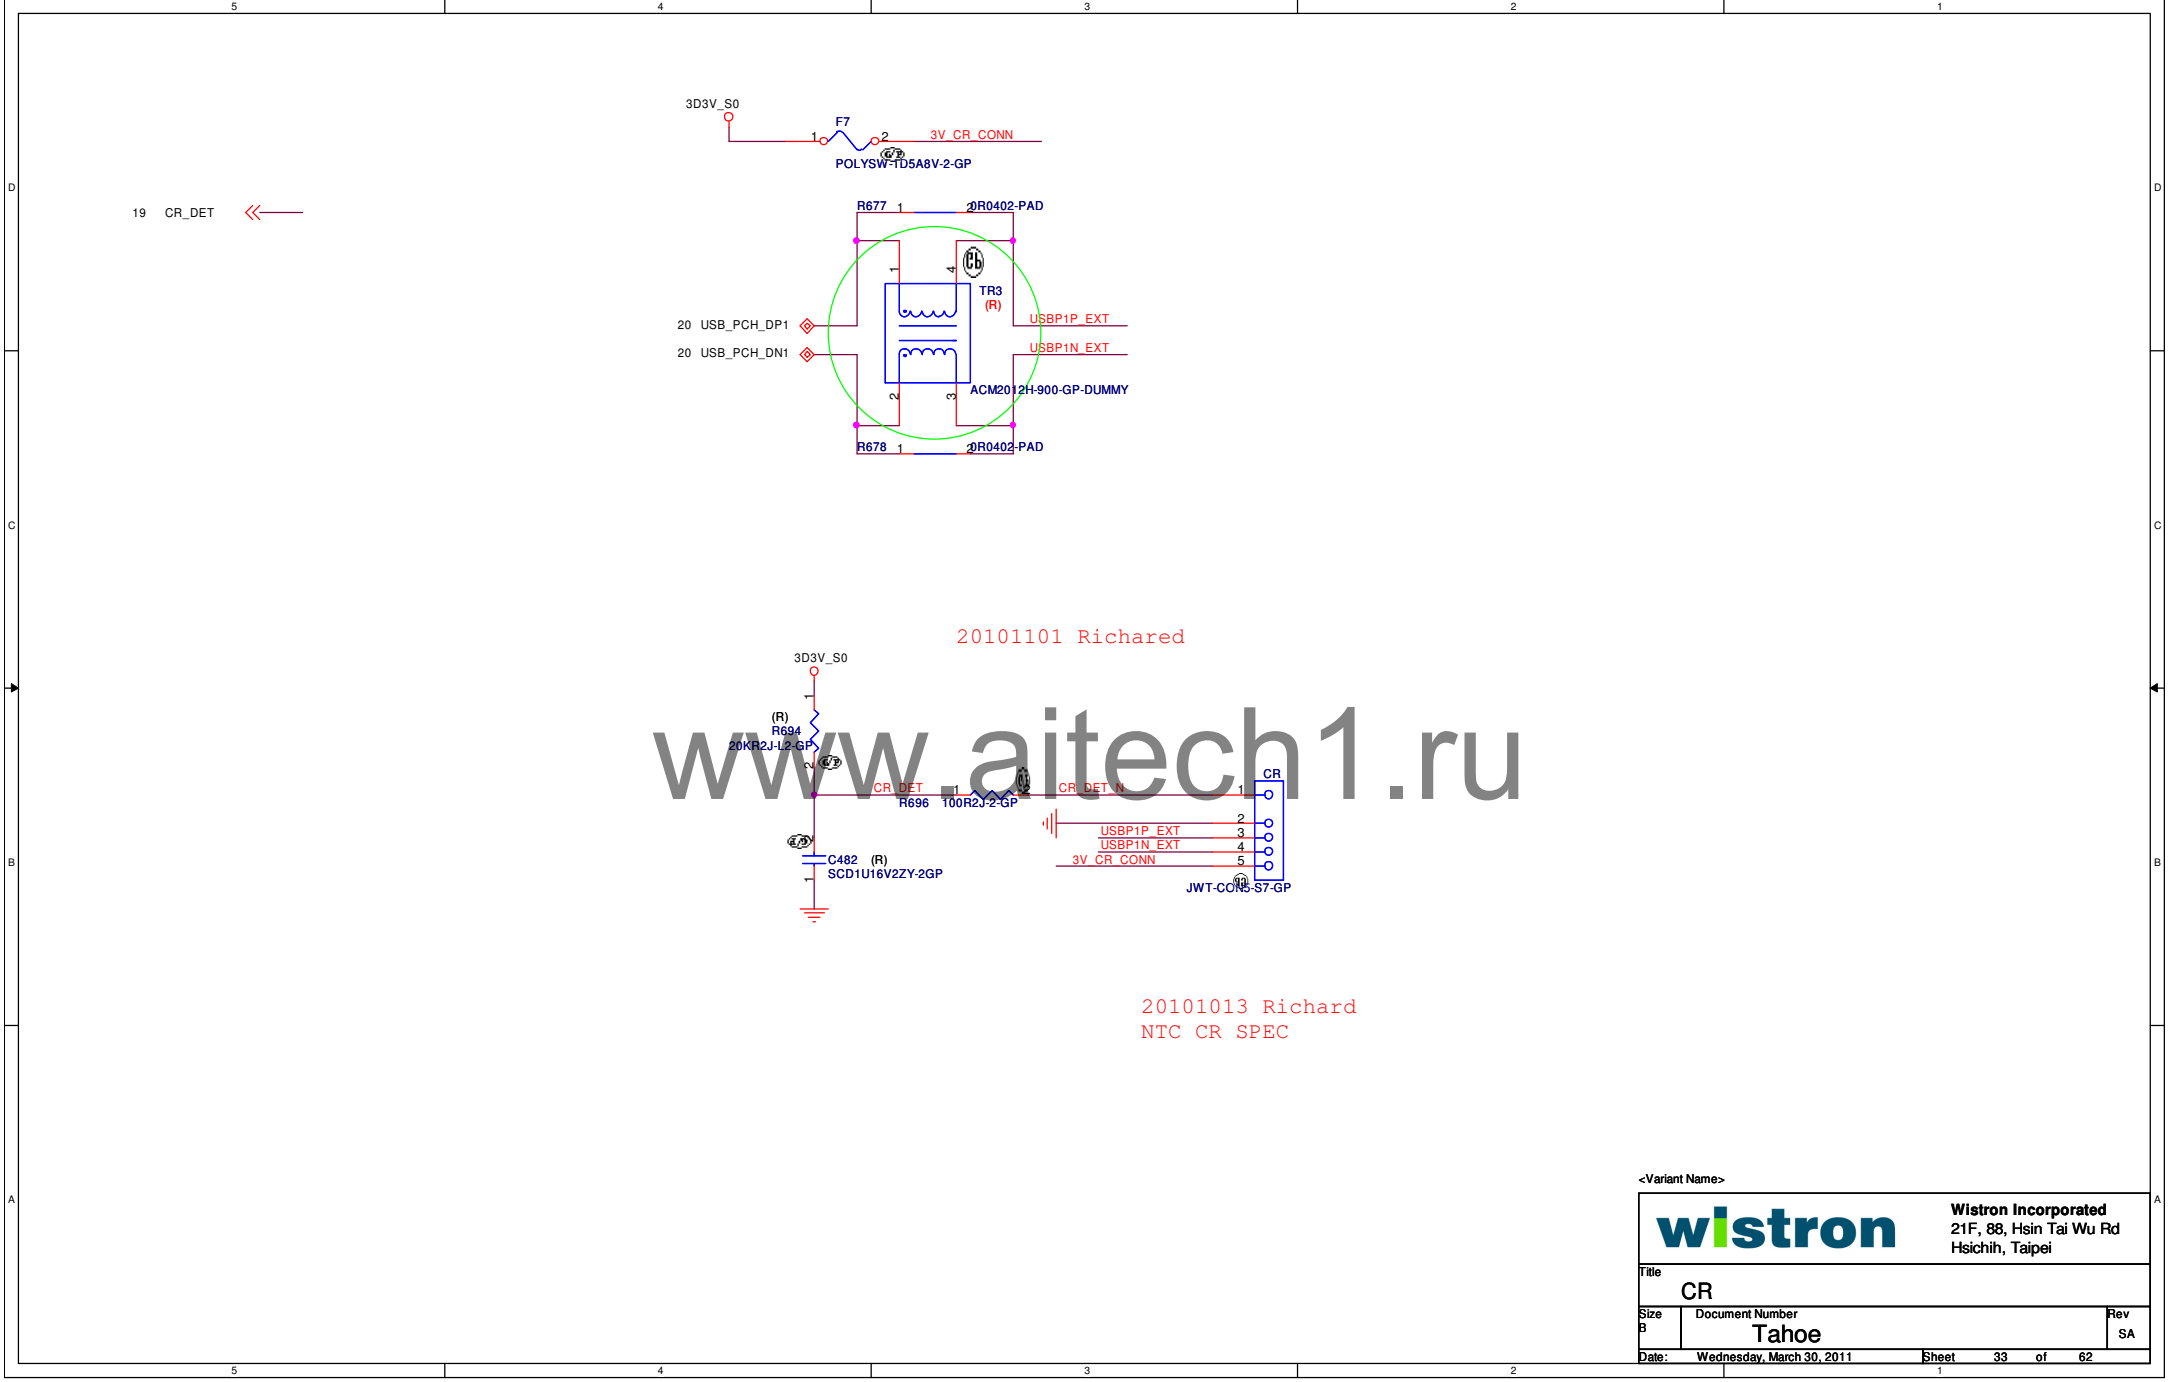 5 4 3 2 1
3D3V_S0
F7
1 2 3V_CR_CONN
G/P
POLYSW-1D5A8V-2-GP
D D
19 CR_DET
R677 1 2 0R0402-PAD
1 4
TR3
(R)
20 USB_PCH_DP1 USBP1P_EXT
20 USB_PCH_DN1 USBP1N_EXT
2 3 ACM2012H-900-GP-DUMMY
R678 1 2 0R0402-PAD
C C
20101101 Richared
3D3V_S0
1
(R)
R694
20KR2J-L2-GP
2 G/P
www.aitech1.ru
CR
CR_DET 1 2 CR_DET_N 1
R696 100R2J-2-GP
2
USBP1P_EXT 3
USBP1N_EXT 4
3V_CR_CONN 5
JWT-CON5-S7-GP
2
C482 (R)
SCD1U16V2ZY-2GP
1
B B
20101013 Richard
NTC CR SPEC
<Variant Name>
A A
wistron
Wistron Incorporated
21F, 88, Hsin Tai Wu Rd
Hsichih, Taipei
Title
CR
Size Document Number Rev
B Tahoe SA
Date: Wednesday, March 30, 2011 Sheet 33 of 62
5 4 3 2 1